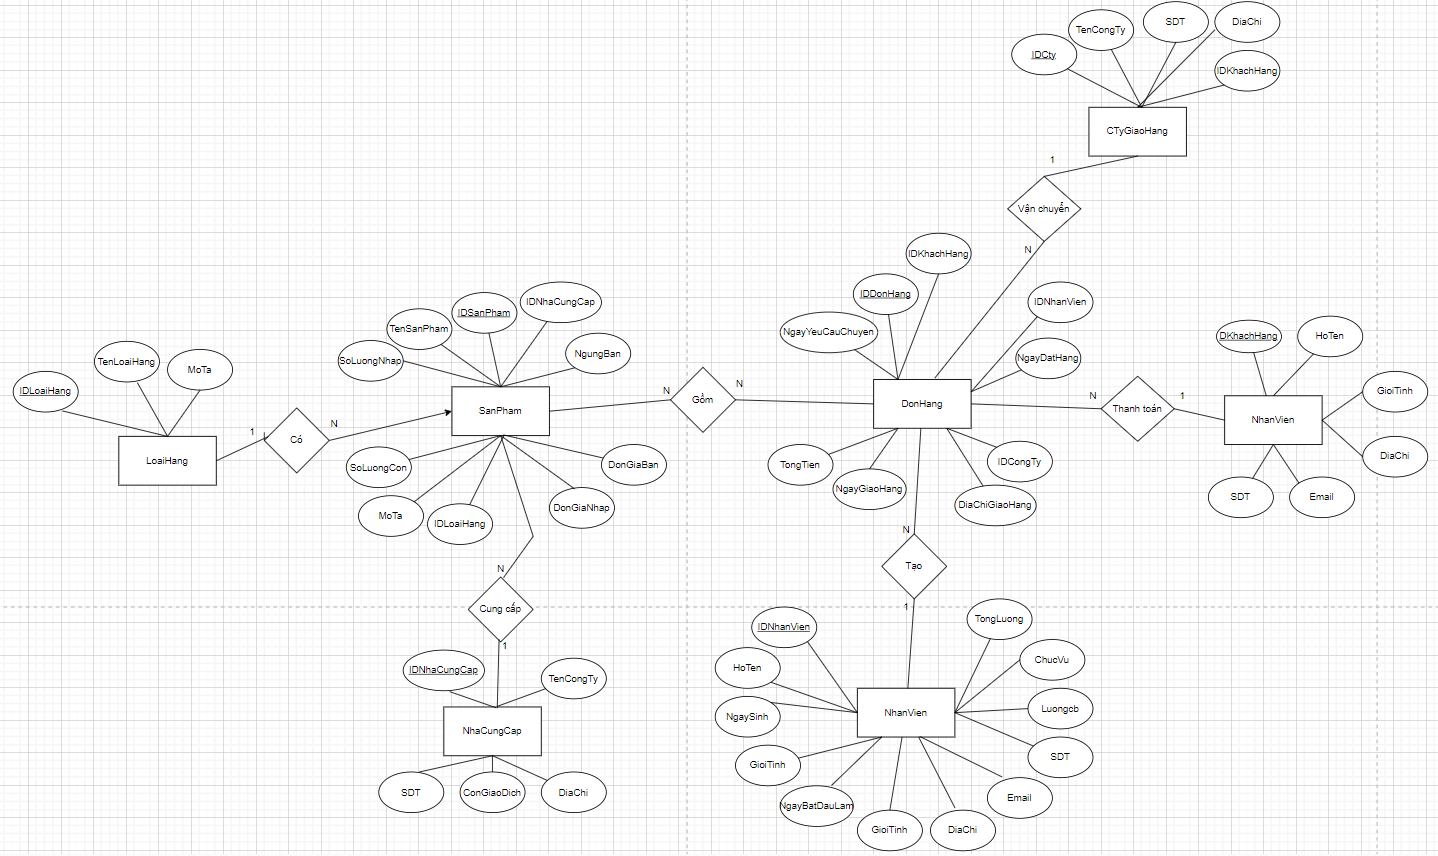 SDT
DiaChi
TenCongTy
IDCty
IDKhachHang
CTyGiaoHang
1
Vận chuyển
N
IDKhachHang
IDDonHang
IDNhaCungCap
IDNhanVien
IDSanPham
TenSanPham
NgayYeuCauChuyen
DKhachHang
HoTen
NgungBan
NgayDatHang
SoLuongNhap
TenLoaiHang
MoTa
IDLoaiHang
N
N
N
1
GioiTinh
SanPham
Gồm
DonHang
Thanh toán
NhanVien
N
1
Có
LoaiHang
DiaChi
SoLuongCon
DonGiaBan
TongTien
IDCongTy
NgayGiaoHang
SDT
Email
DonGiaNhap
DiaChiGiaoHang
MoTa
IDLoaiHang
N
Tạo
1
N
Cung cấp
1
IDNhanVien
TongLuong
ChucVu
HoTen
IDNhaCungCap
TenCongTy
Luongcb
NgaySinh
NhanVien
NhaCungCap
SDT
GioiTinh
SDT
ConGiaoDich
DiaChi
Email
NgayBatDauLam
GioiTinh
DiaChi